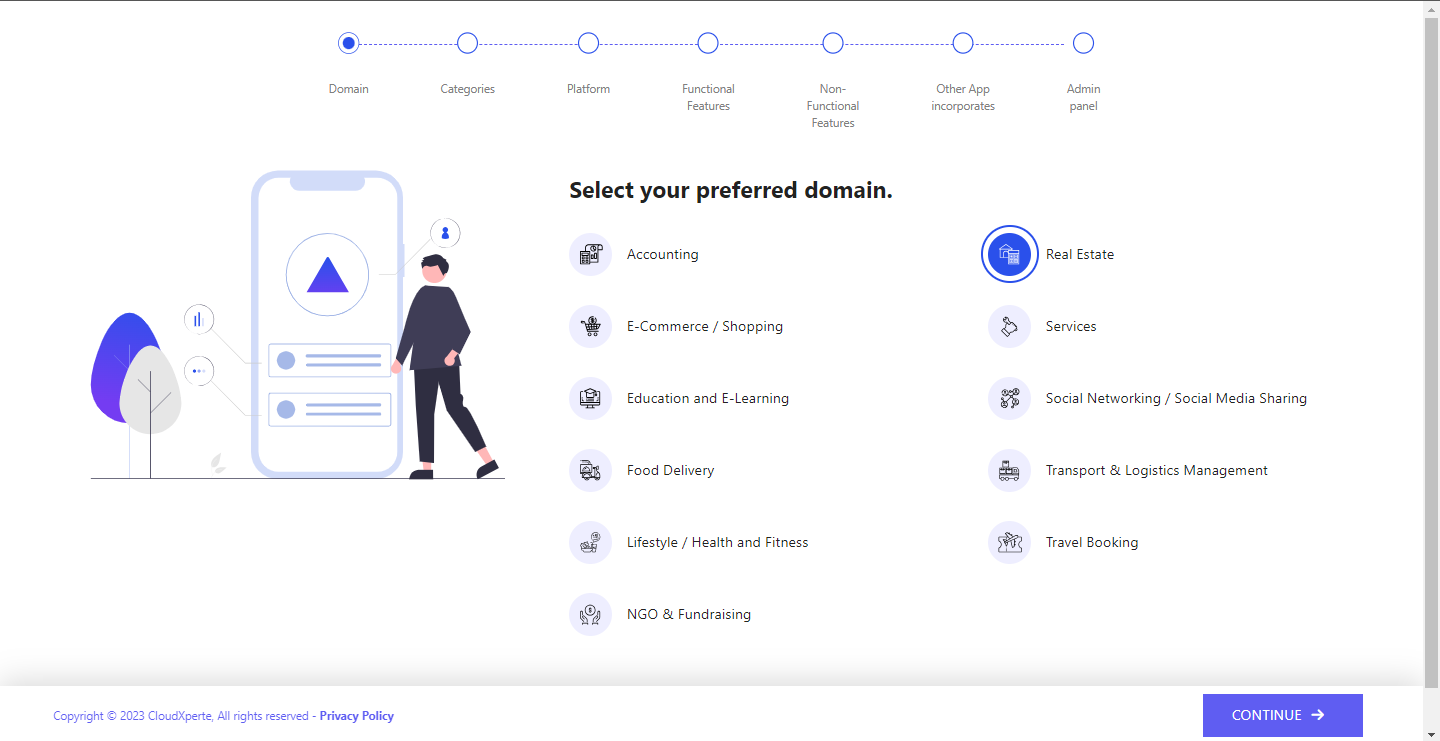 Domain
Categories
Platform
Functional
Features
Non-
Functional
Features
Other App
incorporates
Admin
panel
Select your preferred domain.
Accounting
Real Estate
E-Commerce / Shopping
Services
Education and E-Learning
Social Networking / Social Media Sharing
Food Delivery
Transport & Logistics Management
Lifestyle / Health and Fitness
Travel Booking
NGO & Fundraising
Copyright © 2023 CloudXperte, All rights reserved - Privacy Policy
CONTINUE →